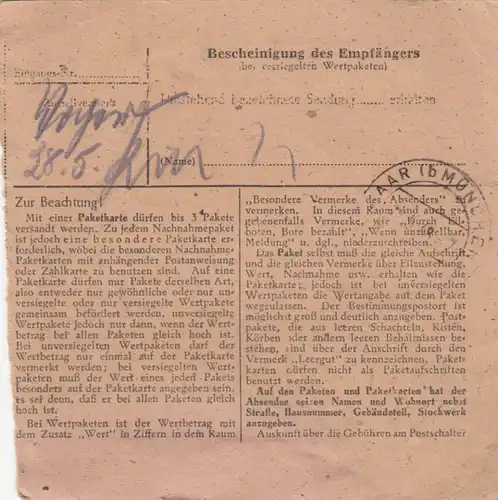 Bescheinigung des Empfängers
(bei versiegelten Wertpaketen)
Eingangs-Nr.
Umstehend bezeichnete Sendung ...... erhalten
28. 5.
(Name)
HAAR (b MÜNCHEN
Zur Beachtung!
Mit einer Paketkarte dürfen bis 3 Pakete
versandt werden. Zu jedem Nachnahmepaket
ist jedoch eine besondere Paketkarte er-
forderlich, wobei die besonderen Nachnahme-
Paketkarten mit anhängender Postanweisung
oder Zahlkarte zu benutzen sind. Auf eine
Paketkarte dürfen nur Pakete derselben Art,
also entweder nur gewöhnliche oder nur un-
versiegelte oder nur versiegelte Wertpakete
gemeinsam befördert werden, unversiegelte
Wertpakete jedoch nur dann, wenn der Wert-
betrag bei allen Paketen gleich hoch ist.
Bei unversiegelten Wertpaketen darf der
Wertbetrag nur einmal auf der Paketkarte
vermerkt werden; bei versiegelten Wert-
paketen muß der Wert eines jeden Pakets
besonders auf der Paketkarte angegeben sein,
es sei denn, daß er bei allen Paketen gleich
hoch ist.
Bei Wertpaketen ist der Wertbetrag mit
dem Zusatz „Wert" in Ziffern in dem Raum
„Besondere Vermerke des Absenders" zu
vermerken. In diesem Raum sind auch ge-
gebenenfalls Vermerke, wie „Durch Eil-
boten, Bote bezahlt", „Wenn unzustellbar,
Meldung" u. dgl., niederzuschreiben.
Das Paket selbst muß die gleiche Aufschrift
und die gleichen Vermerke über Eilzustellung,
Wert, Nachnahme usw. erhalten wie die
Paketkarte; jedoch ist bei unversiegelten
Wertpaketen die Wertangabe auf dem Paket
wegzulassen. Der Bestimmungspostort ist
möglichst groß und deutlich anzugeben. Post-
pakete, die aus leeren Schachteln, Kisten,
Körben oder andern leeren Behältnissen be-
stehen, sind über der Anschrift durch den
Vermerk „Leergut" zu kennzeichnen. Paket-
karten dürfen nicht als Paketaufschriften
benutzt werden.
Auf den Paketen und Paketkarten hat der
Absender seinen Namen und Wohnort nebst
Straße, Hausnummer, Gebäudeteil, Stockwerk
anzugeben.
Auskunft über die Gebühren am Postschalter